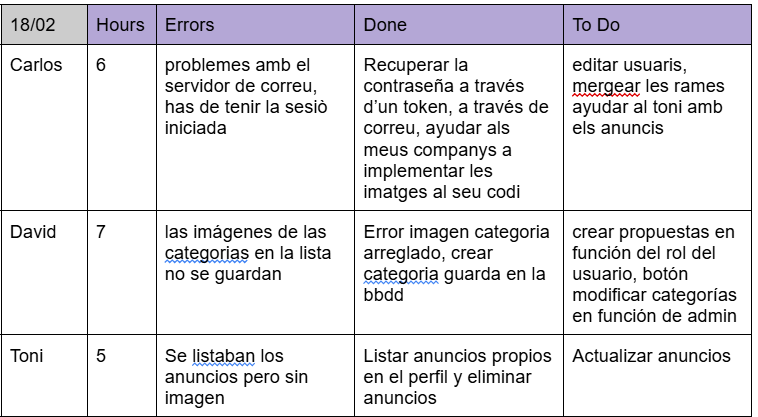 18/02 Hours Errors Done To Do
Carlos
6
problemes amb el
servidor de correu,
has de tenir la sesiò
iniciada
Recuperar la
contraseña a través
d’un token, a través de
correu, ayudar als
meus companys a
implementar les
imatges al seu codi
editar usuaris,
mergear les rames
ayudar al toni amb
els anuncis
David
7
las imágenes de las
categorias en la lista
no se guardan
Error imagen categoria
arreglado, crear
categoria guarda en la
bbdd
crear propuestas en
función del rol del
usuario, botón
modificar categorías
en función de admin
Toni
5
Se listaban los
anuncios pero sin
imagen
Listar anuncios propios
en el perfil y eliminar
anuncios
Actualizar anuncios